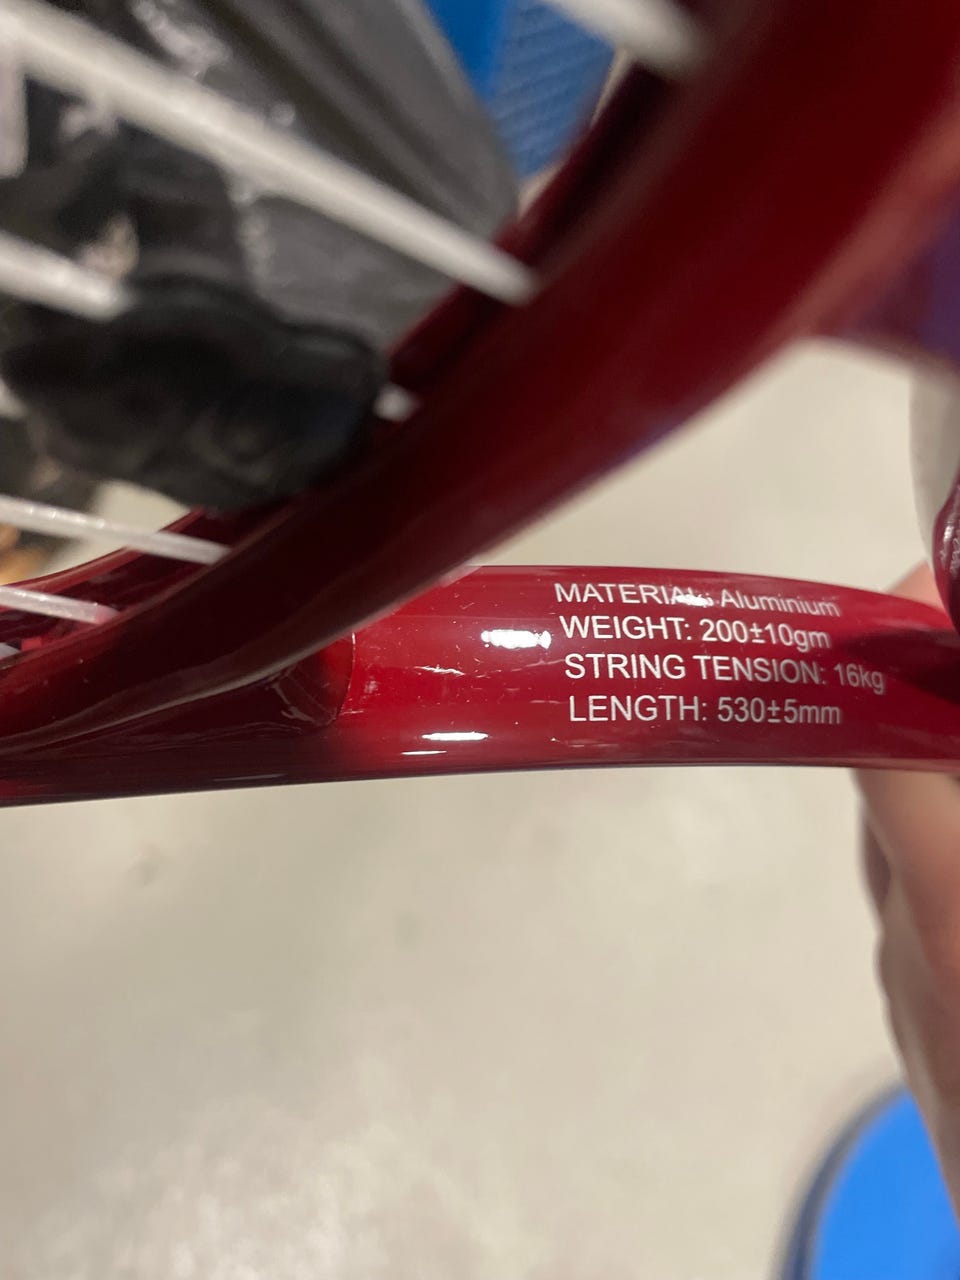 MATERIAL: Aluminium
WEIGHT: 200±10gm
STRING TENSION: 16kg
LENGTH: 530±5mm